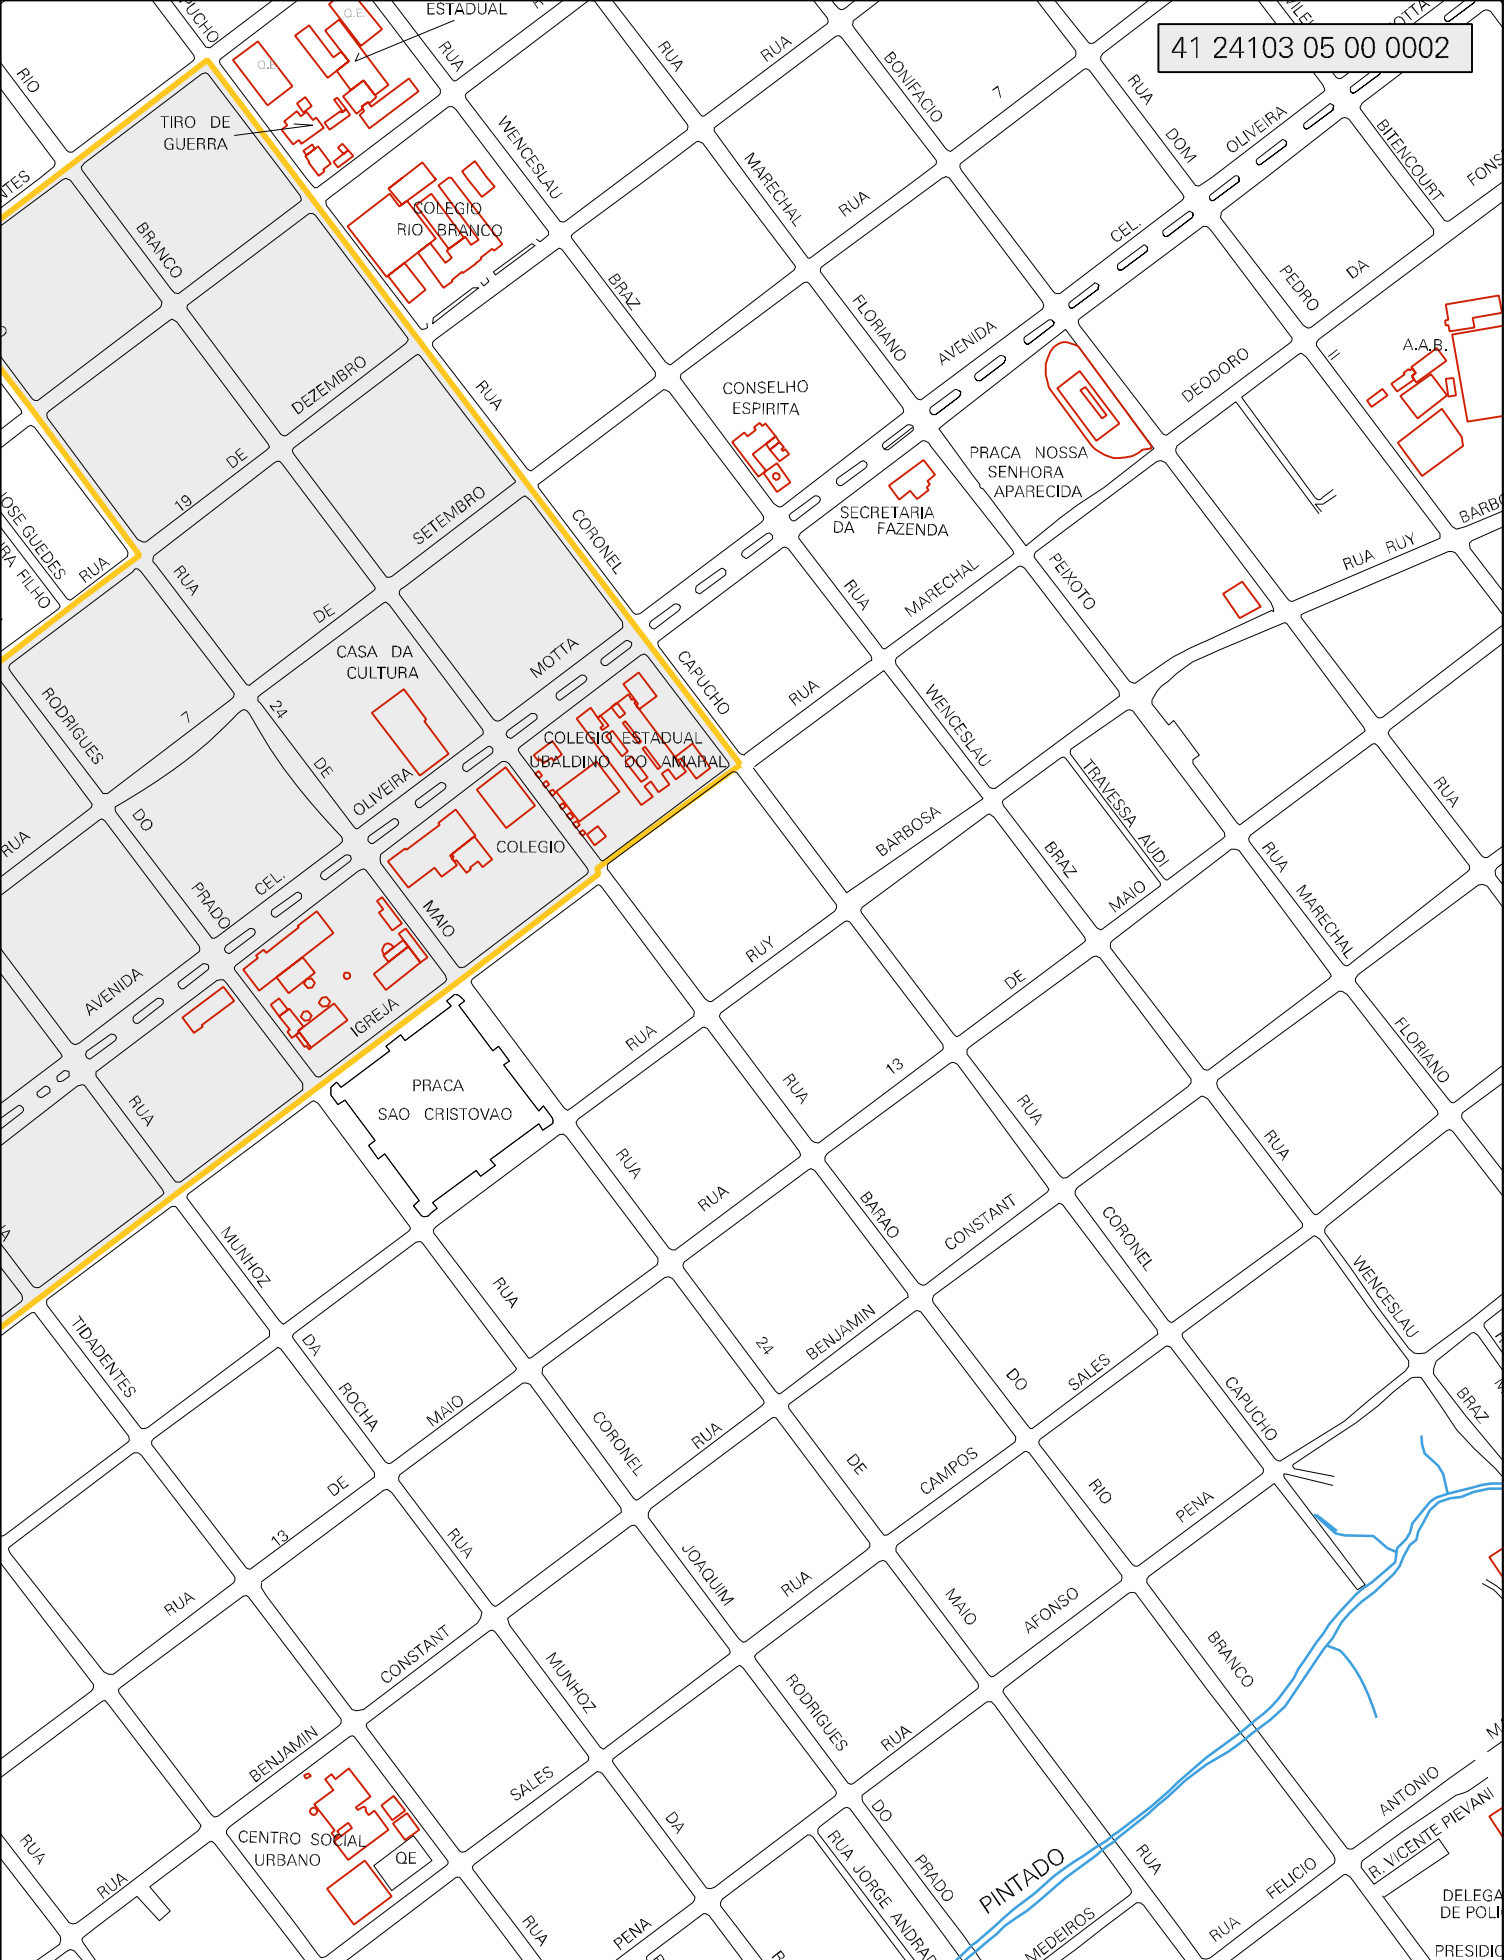 41 24103 05 00 0002
ESTADUAL
Q.E.
TIRO DE
GUERRA
COLEGIO
RIO BRANCO
RIO
RUA
RUA
RUA
BONIFACIO
7
RUA
DOM
OLIVEIRA
BITENCOURT
WENCESLAU
MARECHAL
RUA
CEL.
PEDRO
DA
II
BRANCO
BRAZ
FLORIANO
AVENIDA
DEODORO
A.A.B.
DEZEMBRO
RUA
CONSELHO
ESPIRITA
PRACA NOSSA
SENHORA
APARECIDA
SECRETARIA
DA FAZENDA
DE
19
SETEMBRO
CORONEL
JOSE GUEDES
FILHO
RUA
RUA
DE
RUA
MARECHAL
PEIXOTO
RUA RUY
CASA DA
CULTURA
MOTTA
CAPUCHO
RUA
WENCESLAU
RODRIGUES
7
24
DE
OLIVEIRA
COLEGIO ESTADUAL
UBALDINO DO AMARAL
COLEGIO
TRAVESSA AUDI
RUA
RUA
DO
PRADO
CEL.
MAIO
BARBOSA
BRAZ
MAIO
RUA
MARECHAL
AVENIDA
IGREJA
RUY
DE
FLORIANO
RUA
PRACA
SAO CRISTOVAO
RUA
RUA
13
RUA
RUA
MUNHOZ
RUA
RUA
BARAO
CONSTANT
CORONEL
WENCESLAU
TIDADENTES
DA
ROCHA
RUA
24
BENJAMIN
DO
SALES
CAPUCHO
BRAZ
MAIO
CORONEL
RUA
DE
CAMPOS
RIO
PENA
DE
13
RUA
JOAQUIM
RUA
MAIO
AFONSO
BRANCO
RUA
CONSTANT
MUNHOZ
RODRIGUES
RUA
BENJAMIN
SALES
DA
DO
PRADO
RUA JORGE ANDRA
PINTADO
RUA
ANTONIO
R. VICENTE PIEVANI
FELICIO
RUA
RUA
RUA
CENTRO SOCIAL
URBANO
QE
RUA
PENA
MEDEIROS
DELEGA
DE POLI
PRESIDIO